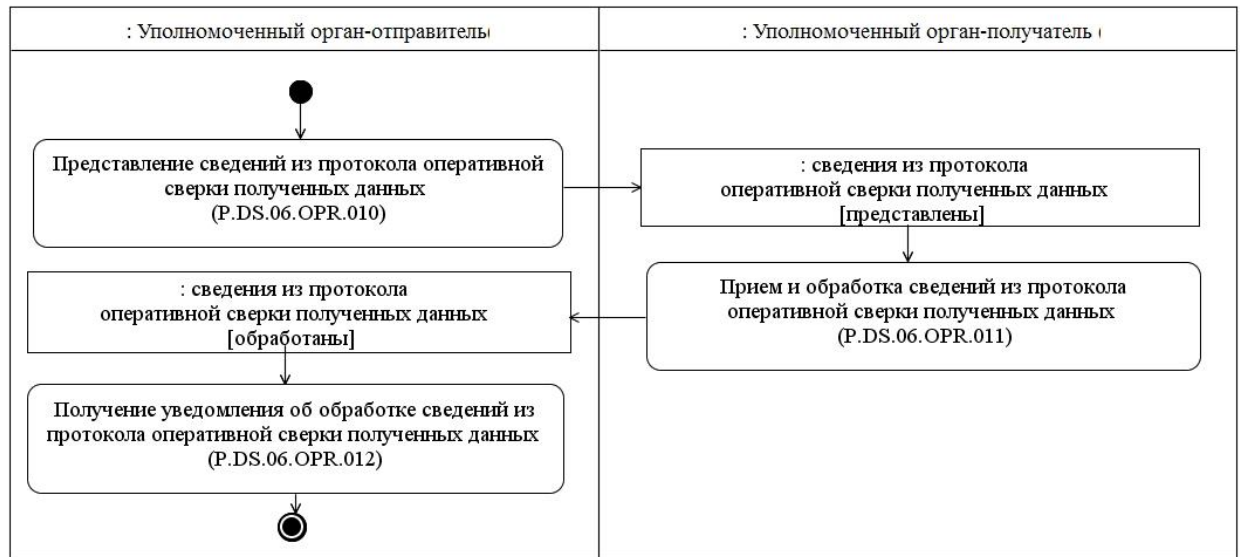 : Уполномоченный орган-отправитель(
: Уполномоченный орган-получатель (
Представление сведений из протокола оперативной
сверки полученных данных
(P.DS.06.OPR.010)
: сведения из протокола
оперативной сверки полученных данных
[представлены]
Прием и обработка сведений из протокола
оперативной сверки полученных данных
(P.DS.06.OPR.011)
: сведения из протокола
оперативной сверки полученных данных
[обработаны]
Получение уведомления об обработке сведений из
протокола оперативной сверки полученных данных
(P.DS.06.OPR.012)